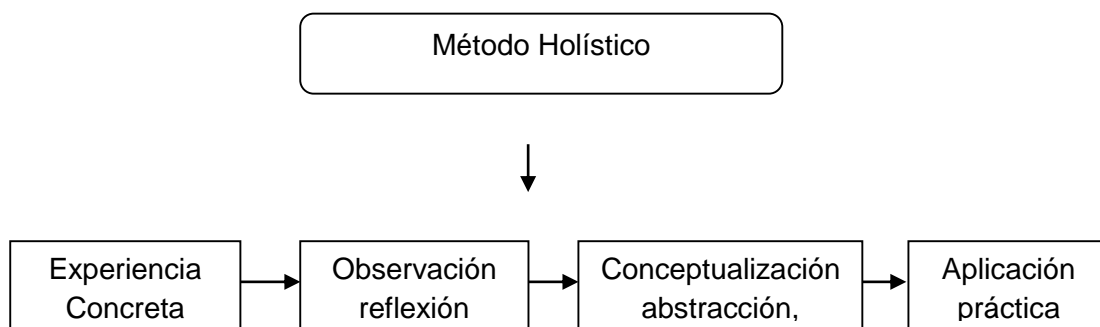 Método Holístico
Experiencia
Concreta
Observación
reflexión
Conceptualización
abstracción,
Aplicación
práctica